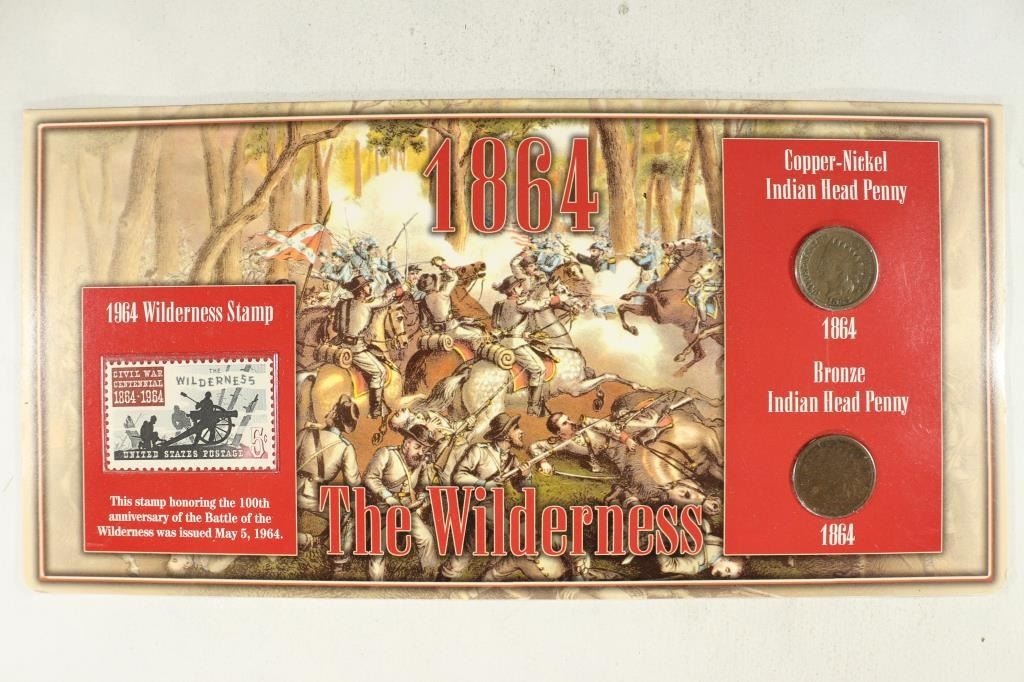 1864
The Wilderness
1964 Wilderness Stamp
CIVIL WAR
CENTENNIAL
1864-1964
THE
WILDERNESS
6¢
UNITED STATES POSTAGE
This stamp honoring the 100th
anniversary of the Battle of the
Wilderness was issued May 5, 1964.
Copper-Nickel
Indian Head Penny
1864
1864
Bronze
Indian Head Penny
1864